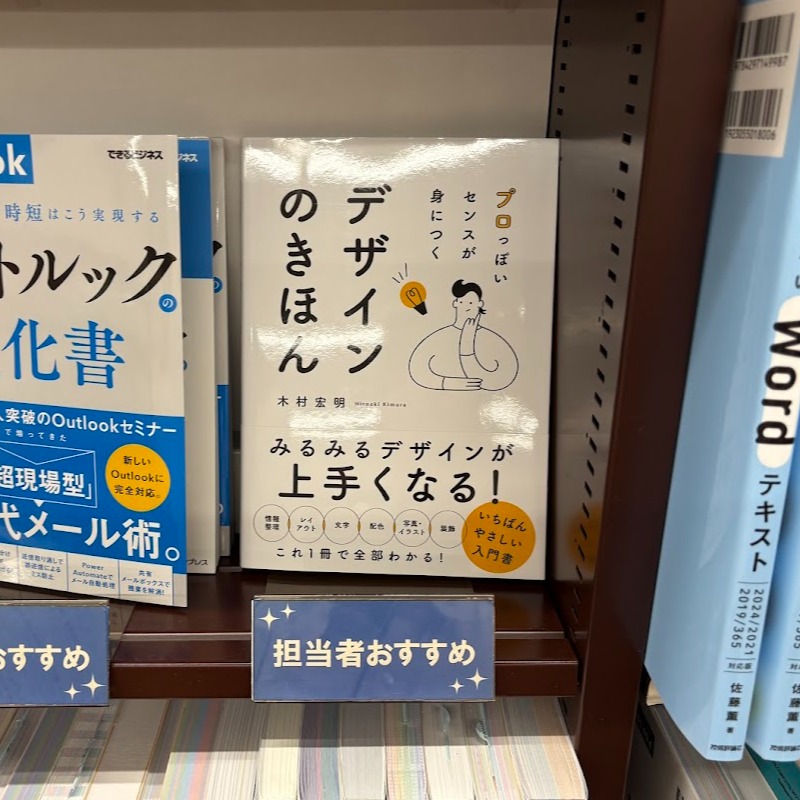 ok
できるビジネス
時短はこう実現する
トルック
の
化書
突破のOutlookセミナー
で培ってきた
超現場型」
新しい
Outlookに
完全対応。
代メール術。
Power
Automateで
メール自動処理
共有
メールボックスで
おすすめ
プロっぽい
センスが
身につく
デザイン
のきほん
木村宏明 Hiroaki Kimura
みるみるデザインが
上手くなる!
情報
整理
レイ
アウト
文字
配色
写真・
イラスト
装飾
これ1冊で全部わかる!
いちばん
やさしい
入門書
担当者おすすめ
9784297149987
1923055018006
Word
テキスト
2024/2021
2019/365
対応版
佐藤薫 著
技術評論社